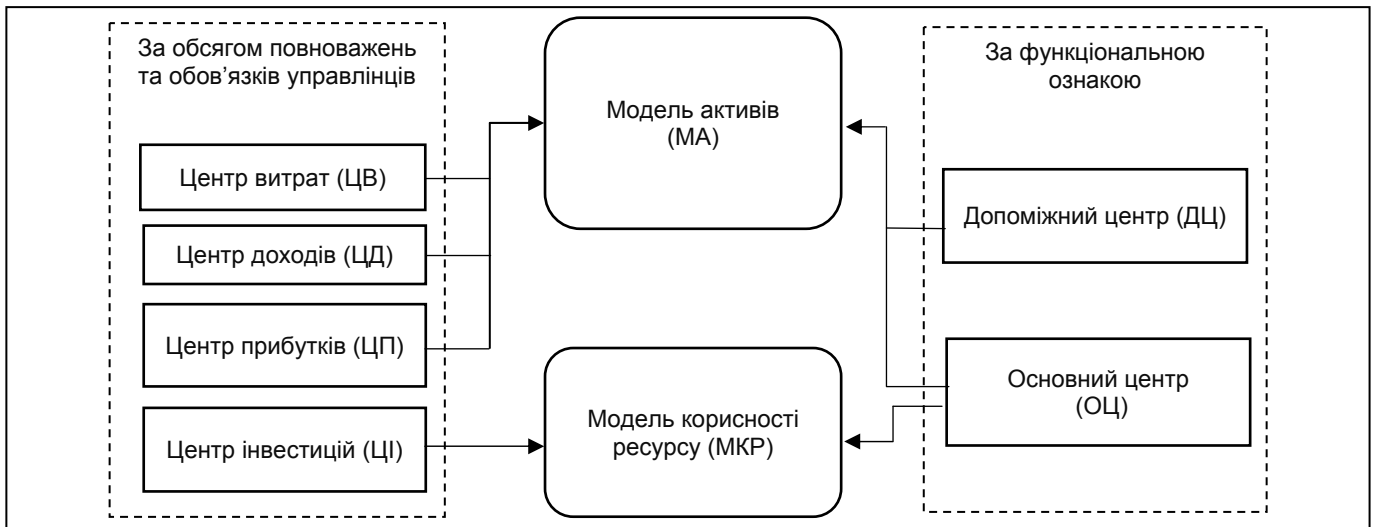 За обсягом повноважень
та обов’язків управлінців
Центр витрат (ЦВ)
Центр доходів (ЦД)
Центр прибутків (ЦП)
Центр інвестицій (ЦІ)
Модель активів
(МА)
Модель корисності
ресурсу (МКР)
За функціональною
ознакою
Допоміжний центр (ДЦ)
Основний центр
(ОЦ)